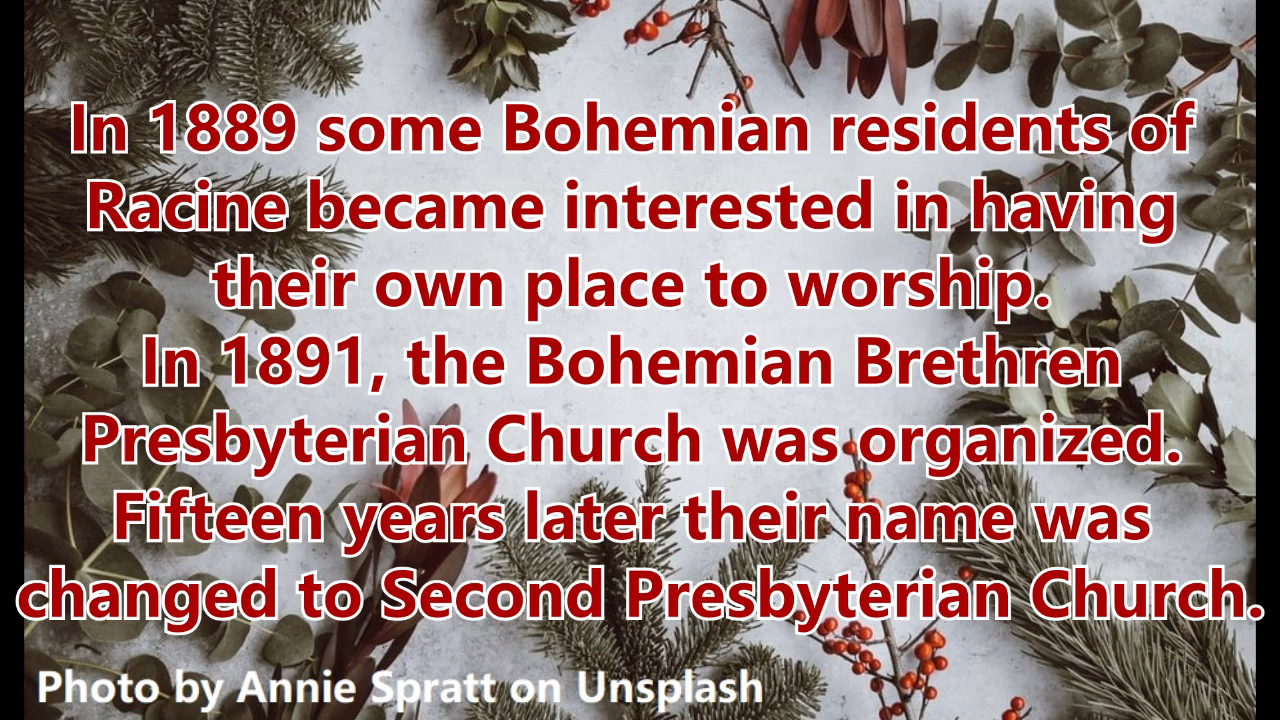 In 1889 some Bohemian residents of
Racine became interested in having
their own place to worship.
In 1891, the Bohemian Brethren
Presbyterian Church was organized.
Fifteen years later their name was
changed to Second Presbyterian Church.
Photo by Annie Spratt on Unsplash